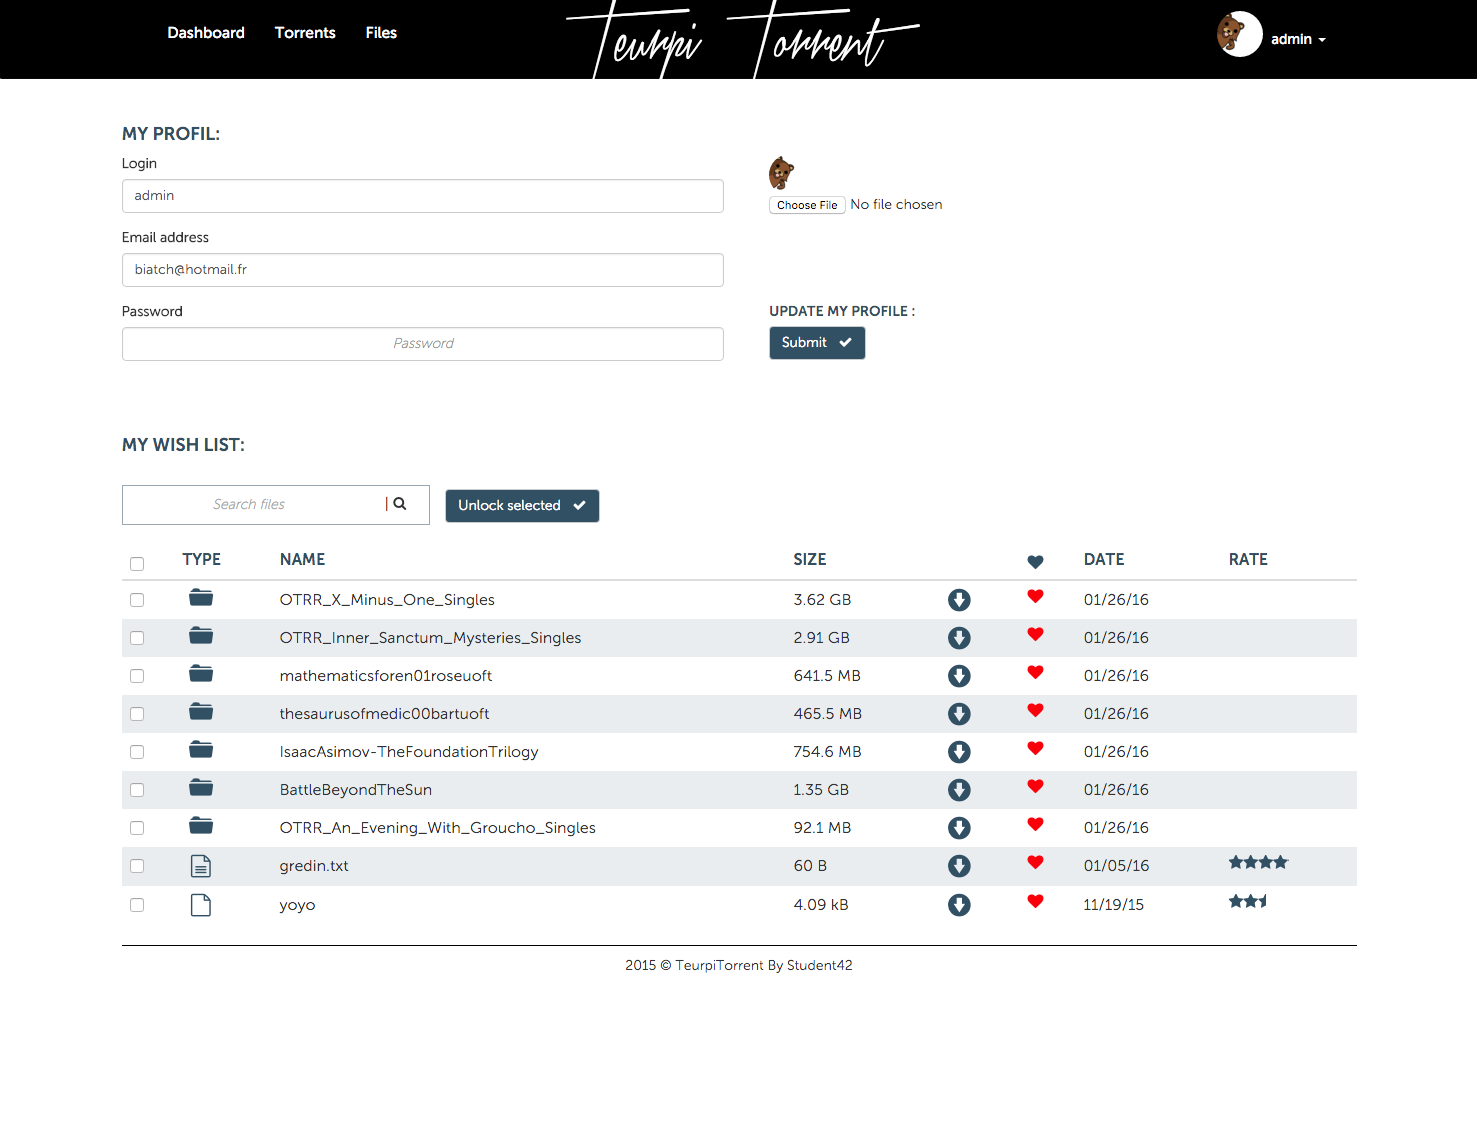 Dashboard Torrents Files Teurpi Torrent admin
MY PROFIL:
Login
admin
Choose File No file chosen
Email address
biatch@hotmail.fr
Password
UPDATE MY PROFILE :
Password
Submit
MY WISH LIST:
Search files Unlock selected
TYPE NAME SIZE DATE RATE
OTRR_X_Minus_One_Singles 3.62 GB 01/26/16
OTRR_Inner_Sanctum_Mysteries_Singles 2.91 GB 01/26/16
mathematicsforen01roseuoft 641.5 MB 01/26/16
thesaurusofmedic00bartuoft 465.5 MB 01/26/16
IsaacAsimov-TheFoundationTrilogy 754.6 MB 01/26/16
BattleBeyondTheSun 1.35 GB 01/26/16
OTRR_An_Evening_With_Groucho_Singles 92.1 MB 01/26/16
gredin.txt 60 B 01/05/16
yoyo 4.09 kB 11/19/15
2015 © TeurpiTorrent By Student42